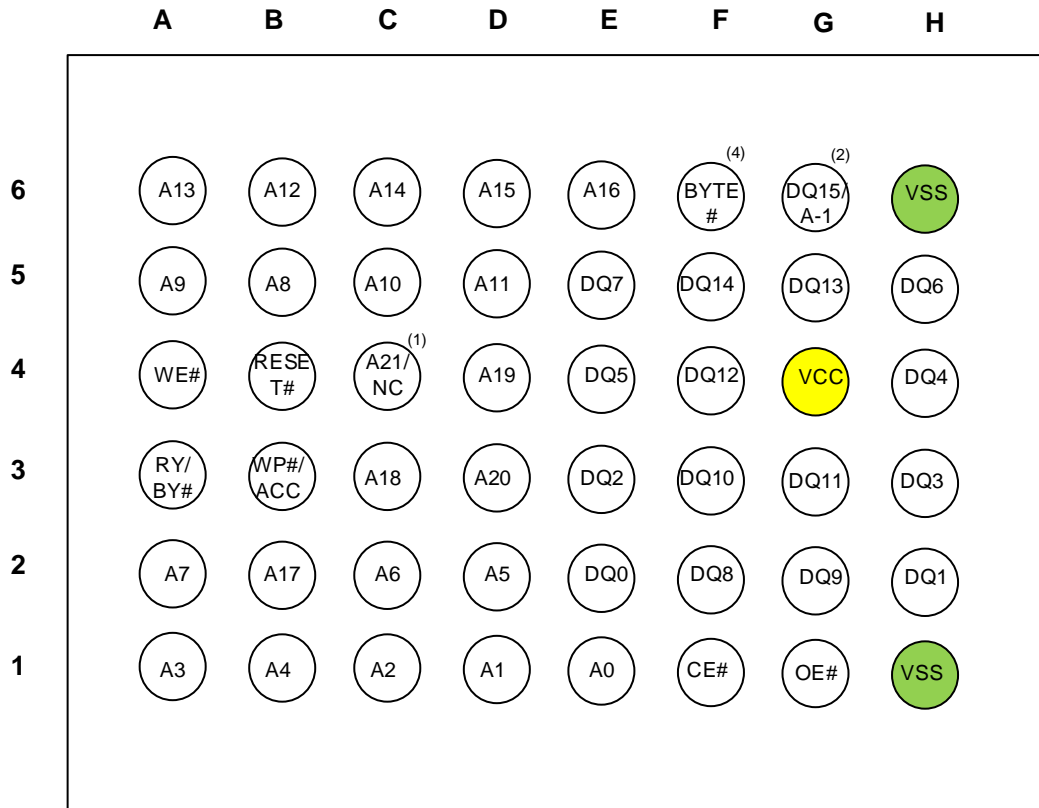 A B C D E F G H
(4) (2)
6 A13 A12 A14 A15 A16 BYTE # DQ15/ A-1 VSS
5 A9 A8 A10 A11 DQ7 DQ14 DQ13 DQ6
(1)
4 WE# RESE T# A21/ NC A19 DQ5 DQ12 VCC DQ4
3 RY/ BY# WP#/ ACC A18 A20 DQ2 DQ10 DQ11 DQ3
2 A7 A17 A6 A5 DQ0 DQ8 DQ9 DQ1
1 A3 A4 A2 A1 A0 CE# OE# VSS